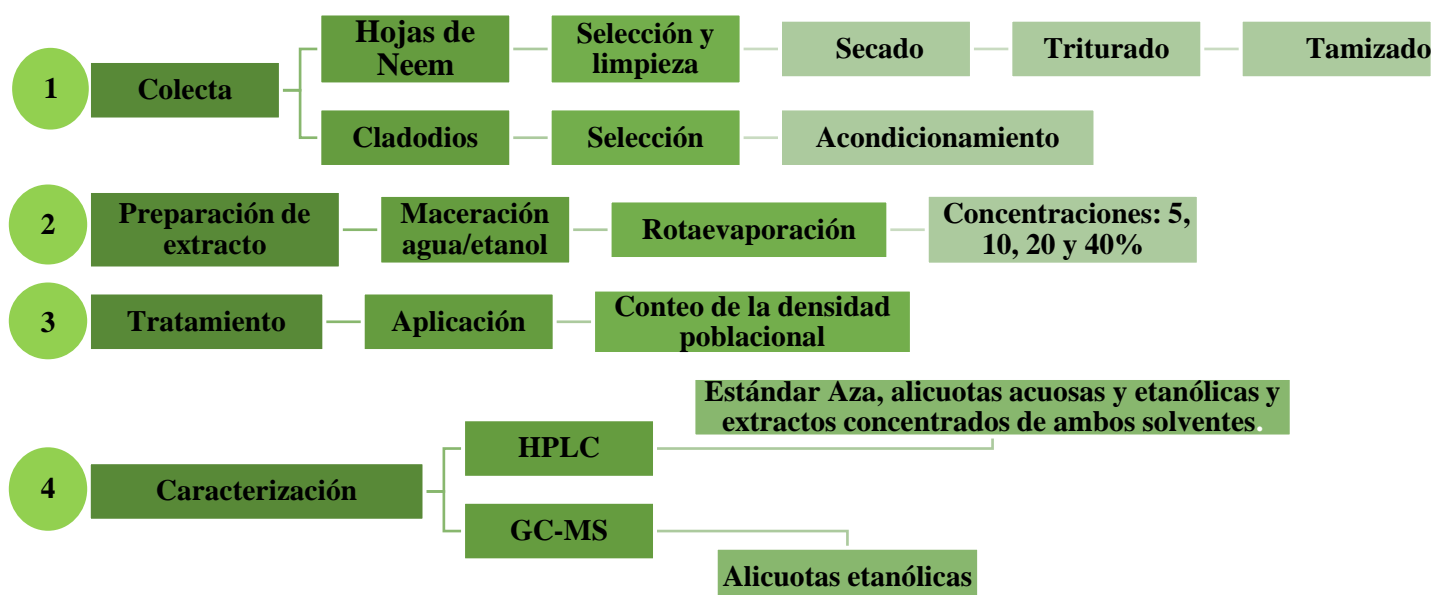 1
Colecta
Hojas de
Neem
Selección y
limpieza
Secado
Triturado
Tamizado
Cladodios
Selección
Acondicionamiento
2
Preparación de
extracto
Maceración
agua/etanol
Rotaevaporación
Concentraciones: 5,
10, 20 y 40%
3
Tratamiento
Aplicación
Conteo de la densidad
poblacional
4
Caracterización
HPLC
Estándar Aza, alicuotas acuosas y etanólicas y
extractos concentrados de ambos solventes.
GC-MS
Alicuotas etanólicas